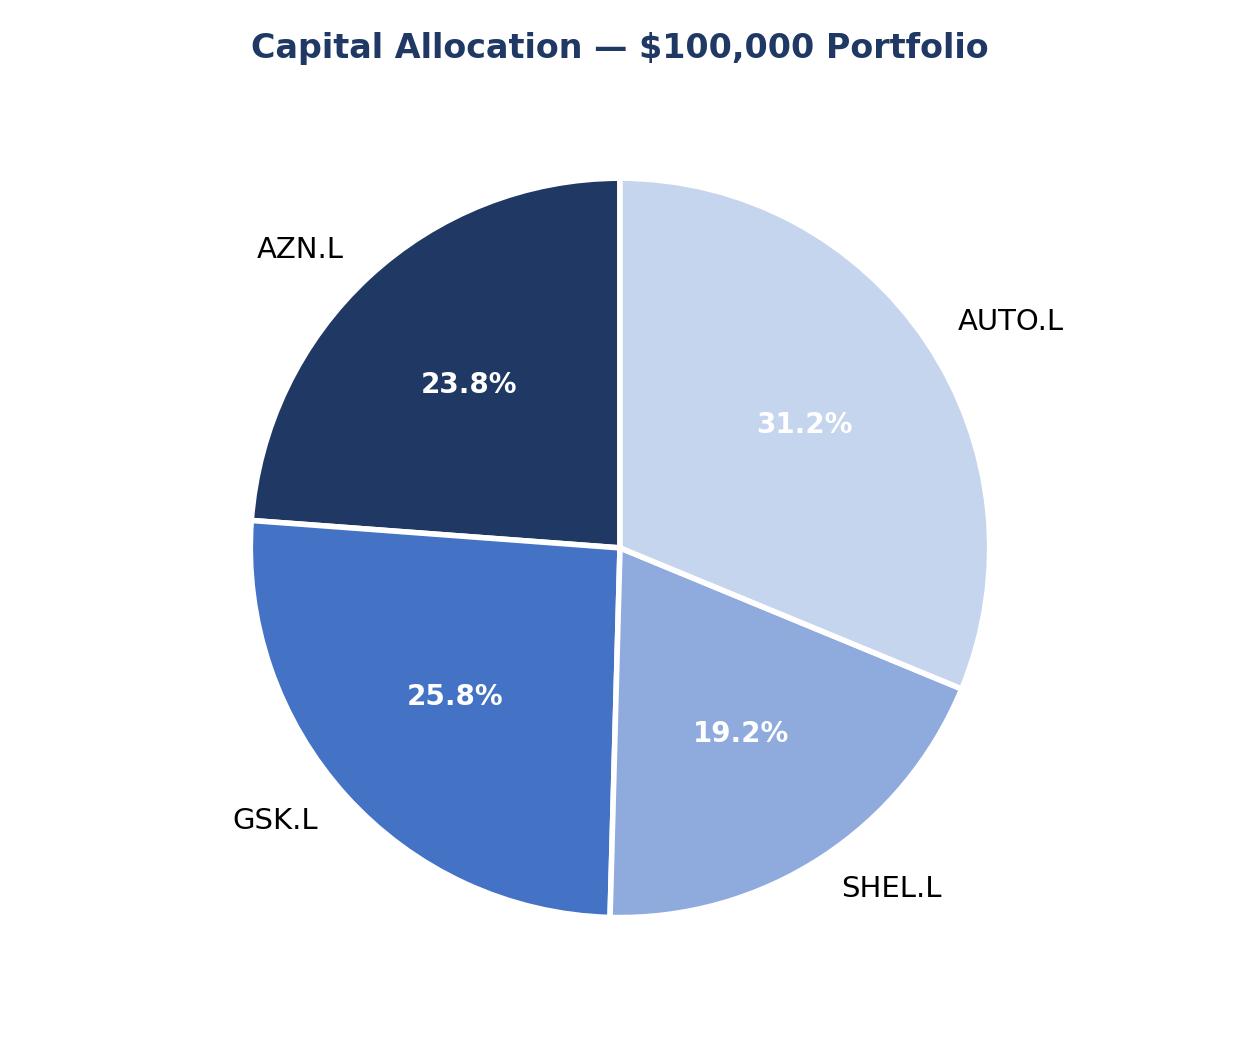 Capital Allocation — $100,000 Portfolio
AZN.L
AUTO.L
23.8%
31.2%
25.8%
19.2%
GSK.L
SHEL.L